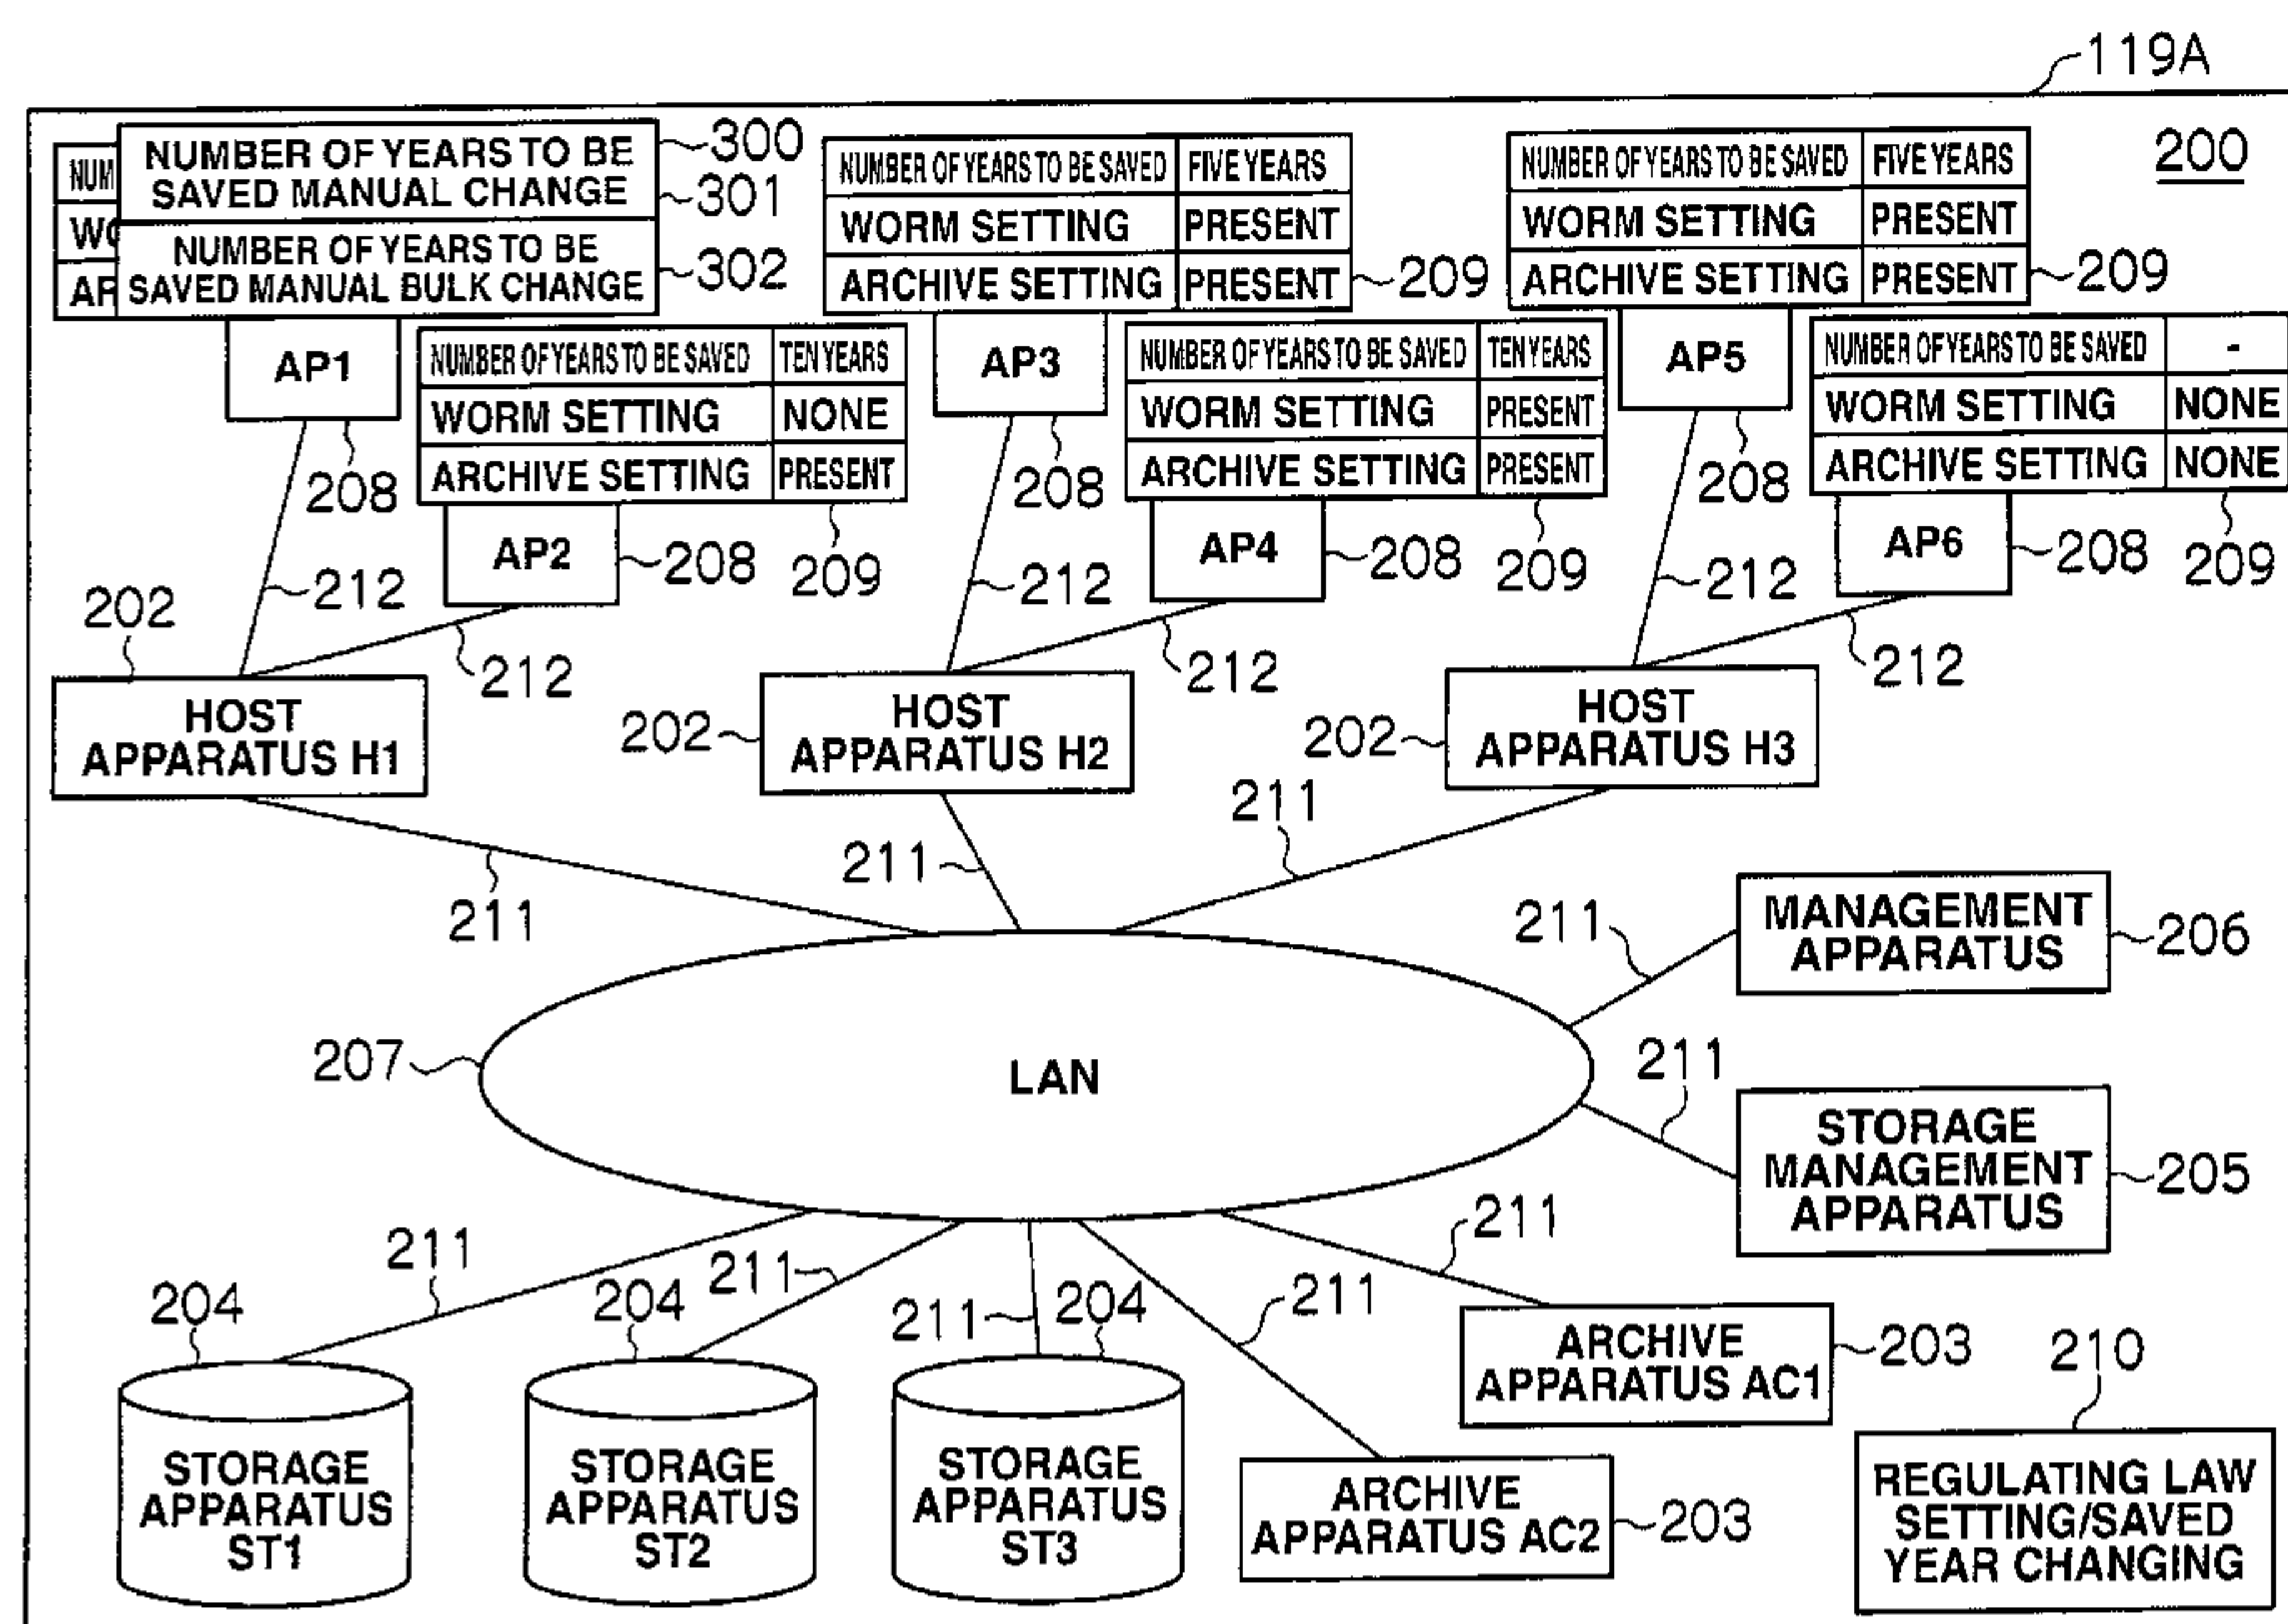 119A
200
NUMBER OF YEARS TO BE
SAVED MANUAL CHANGE
NUMBER OF YEARS TO BE
SAVED MANUAL BULK CHANGE
300
301
302
NUM
WO
AR
NUMBER OF YEARS TO BE SAVED FIVE YEARS
WORM SETTING PRESENT
ARCHIVE SETTING PRESENT
209
NUMBER OF YEARS TO BE SAVED FIVE YEARS
WORM SETTING PRESENT
ARCHIVE SETTING PRESENT
209
AP1
208
NUMBER OF YEARS TO BE SAVED TEN YEARS
WORM SETTING NONE
ARCHIVE SETTING PRESENT
AP3
208
NUMBER OF YEARS TO BE SAVED TEN YEARS
WORM SETTING PRESENT
ARCHIVE SETTING PRESENT
AP5
208
NUMBER OF YEARS TO BE SAVED -
WORM SETTING NONE
ARCHIVE SETTING NONE
AP2
208
209
AP4
208
209
AP6
208
209
212
212
212
212
212
212
202
HOST
APPARATUS H1
202
HOST
APPARATUS H2
202
HOST
APPARATUS H3
211
211
211
211
MANAGEMENT
APPARATUS
206
207
LAN
211
STORAGE
MANAGEMENT
APPARATUS
205
211
211
211
211
211
204
STORAGE
APPARATUS
ST1
204
STORAGE
APPARATUS
ST2
204
STORAGE
APPARATUS
ST3
ARCHIVE
APPARATUS AC1
203
ARCHIVE
APPARATUS AC2
203
210
REGULATING LAW
SETTING/SAVED
YEAR CHANGING